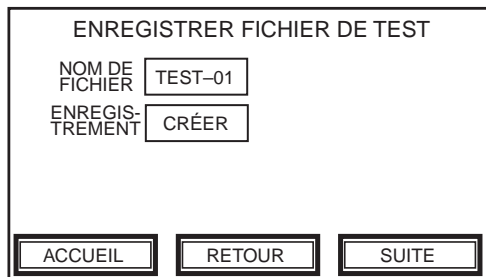 ENREGISTRER FICHIER DE TEST
NOM DE
FICHIER
TEST–01
ENREGIS-
TREMENT
CRÉER
ACCUEIL
RETOUR
SUITE